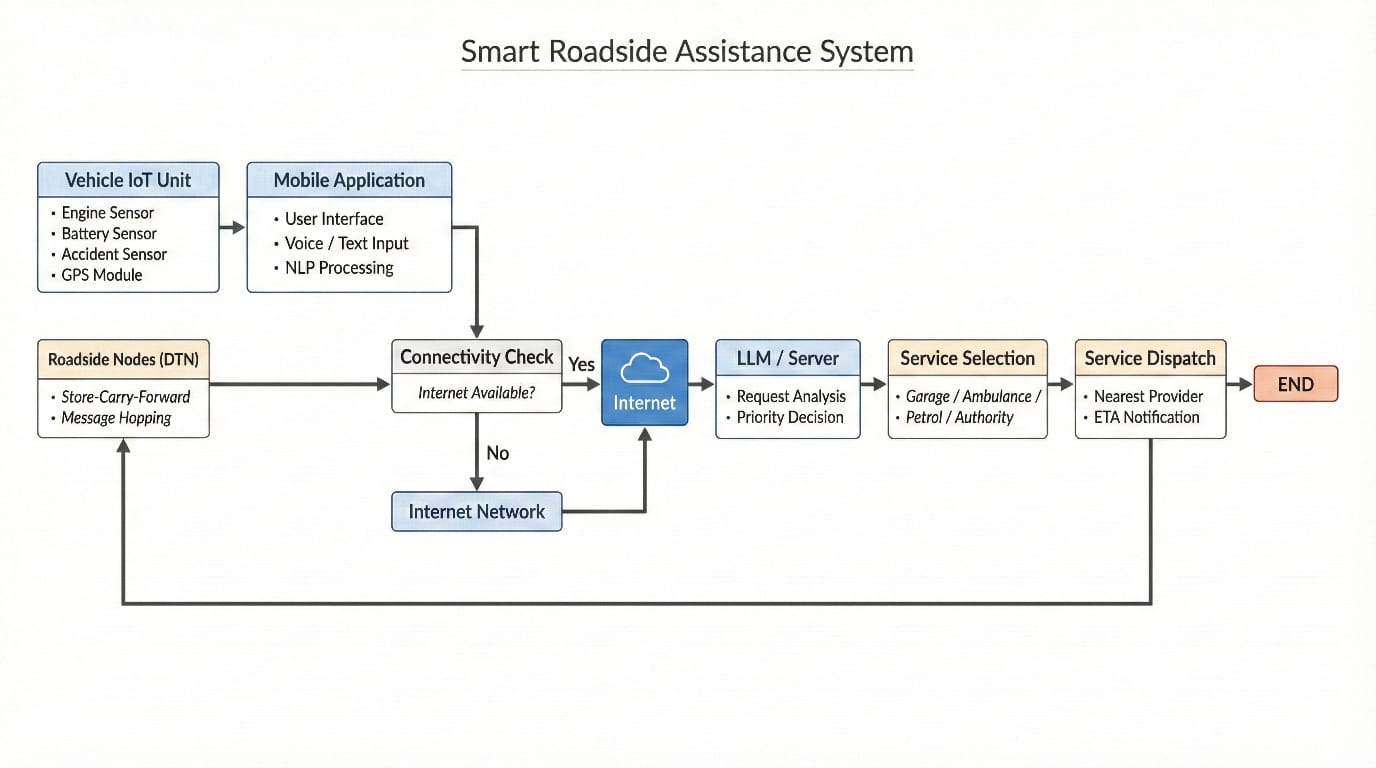 Smart Roadside Assistance System
Vehicle IoT Unit
• Engine Sensor
• Battery Sensor
• Accident Sensor
• GPS Module
Mobile Application
• User Interface
• Voice / Text Input
• NLP Processing
Roadside Nodes (DTN)
• Store-Carry-Forward
• Message Hopping
Connectivity Check
Internet Available?
Yes
No
Internet Network
Internet
LLM / Server
• Request Analysis
• Priority Decision
Service Selection
• Garage / Ambulance /
• Petrol / Authority
Service Dispatch
• Nearest Provider
• ETA Notification
END